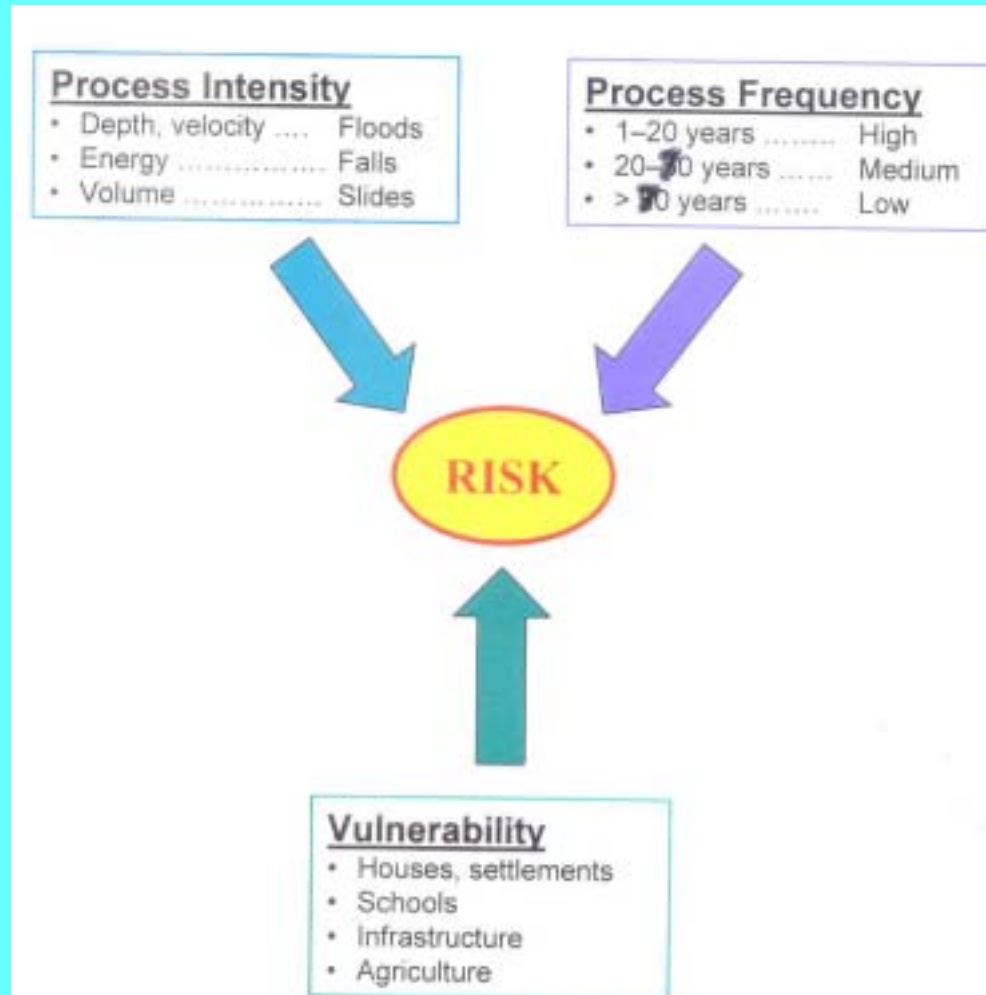 Process Intensity
• Depth, velocity .... Floods
• Energy ................ Falls
• Volume ............... Slides
Process Frequency
• 1–20 years ........ High
• years ...... Medium
• > years ....... Low
RISK
Vulnerability
• Houses, settlements
• Schools
• Infrastructure
• Agriculture